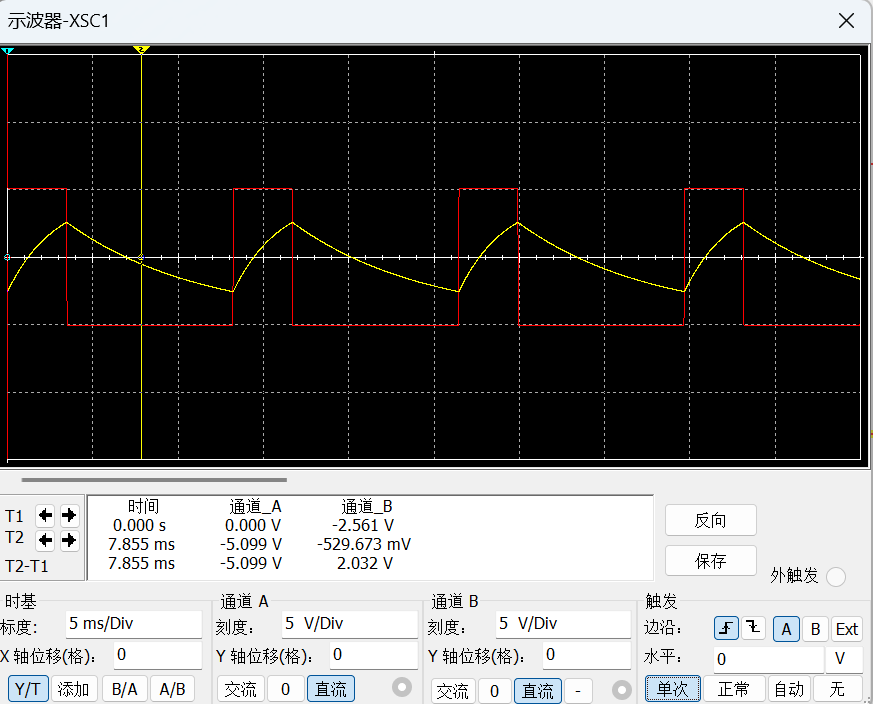 示波器-XSC1
1
2
时间 通道_A 通道_B
T1 0.000 s 0.000 V -2.561 V
T2 7.855 ms -5.099 V -529.673 mV
T2-T1 7.855 ms -5.099 V 2.032 V
反向
保存
外触发
时基
标度: 5 ms/Div
X 轴位移(格): 0
Y/T 添加 B/A A/B
通道 A
刻度: 5 V/Div
Y 轴位移(格): 0
交流 0 直流
通道 B
刻度: 5 V/Div
Y 轴位移(格): 0
交流 0 直流 -
触发
边沿: A B Ext
水平: 0 V
单次 正常 自动 无